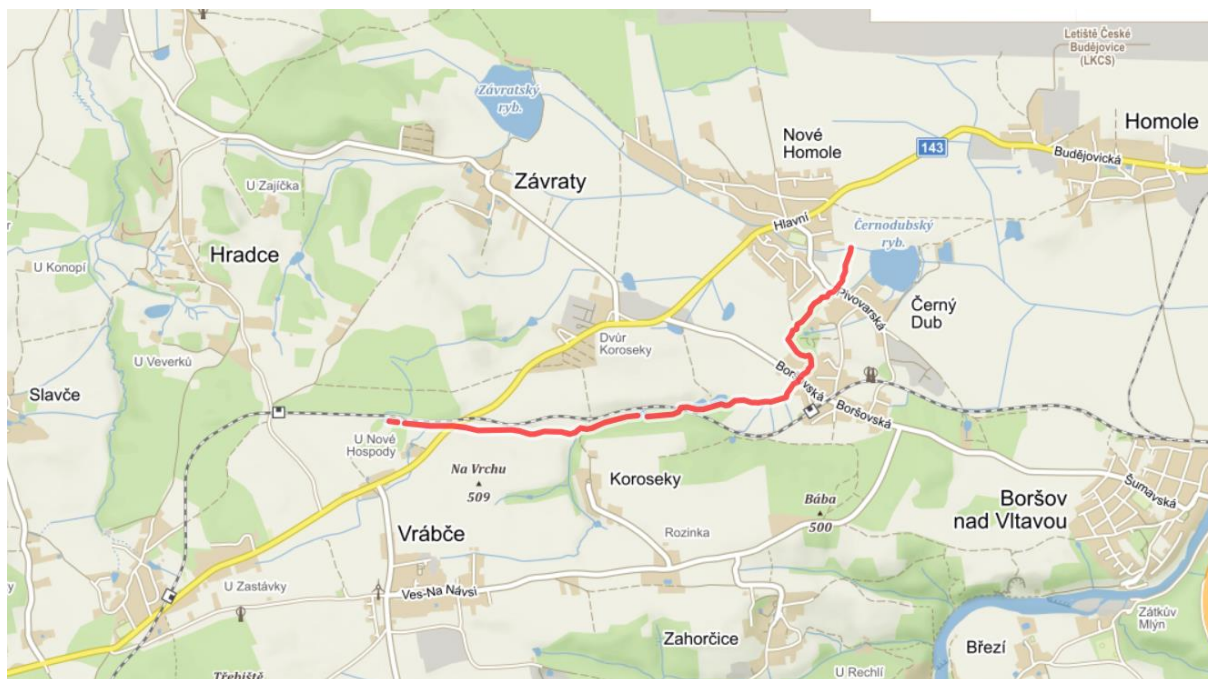 Letiště České
Budějovice
(LKCS)
Závratský
ryb.
Homole
Nové
Homole
143
Budějovická
U Zajíčka
Závraty
Hlavní
Černodubský
ryb.
Hradce
U Konopí
Pivovarská
Černý
Dub
Dvůr
Koroseky
U Veverků
Slavče
Boršovská
Boršovská
U Nové
Hospody
Na Vrchu
509
Koroseky
Šumavská
Bába
500
Boršov
nad Vltavou
Vrábče
Rozinka
U Zastávky
Ves-Na Návsi
Zátkův
Mlýn
Zahorčice
Březí
U Rechlí
Třebiště